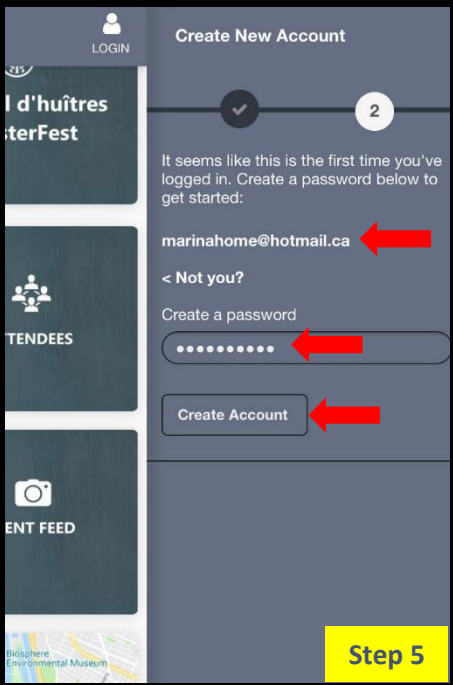 LOGIN
l d'huîtres
sterFest
TTENDEES
ENT FEED
Biosphere
Environmental Museum
Create New Account
2
It seems like this is the first time you've
logged in. Create a password below to
get started:
marinahome@hotmail.ca
< Not you?
Create a password
Create Account
Step 5